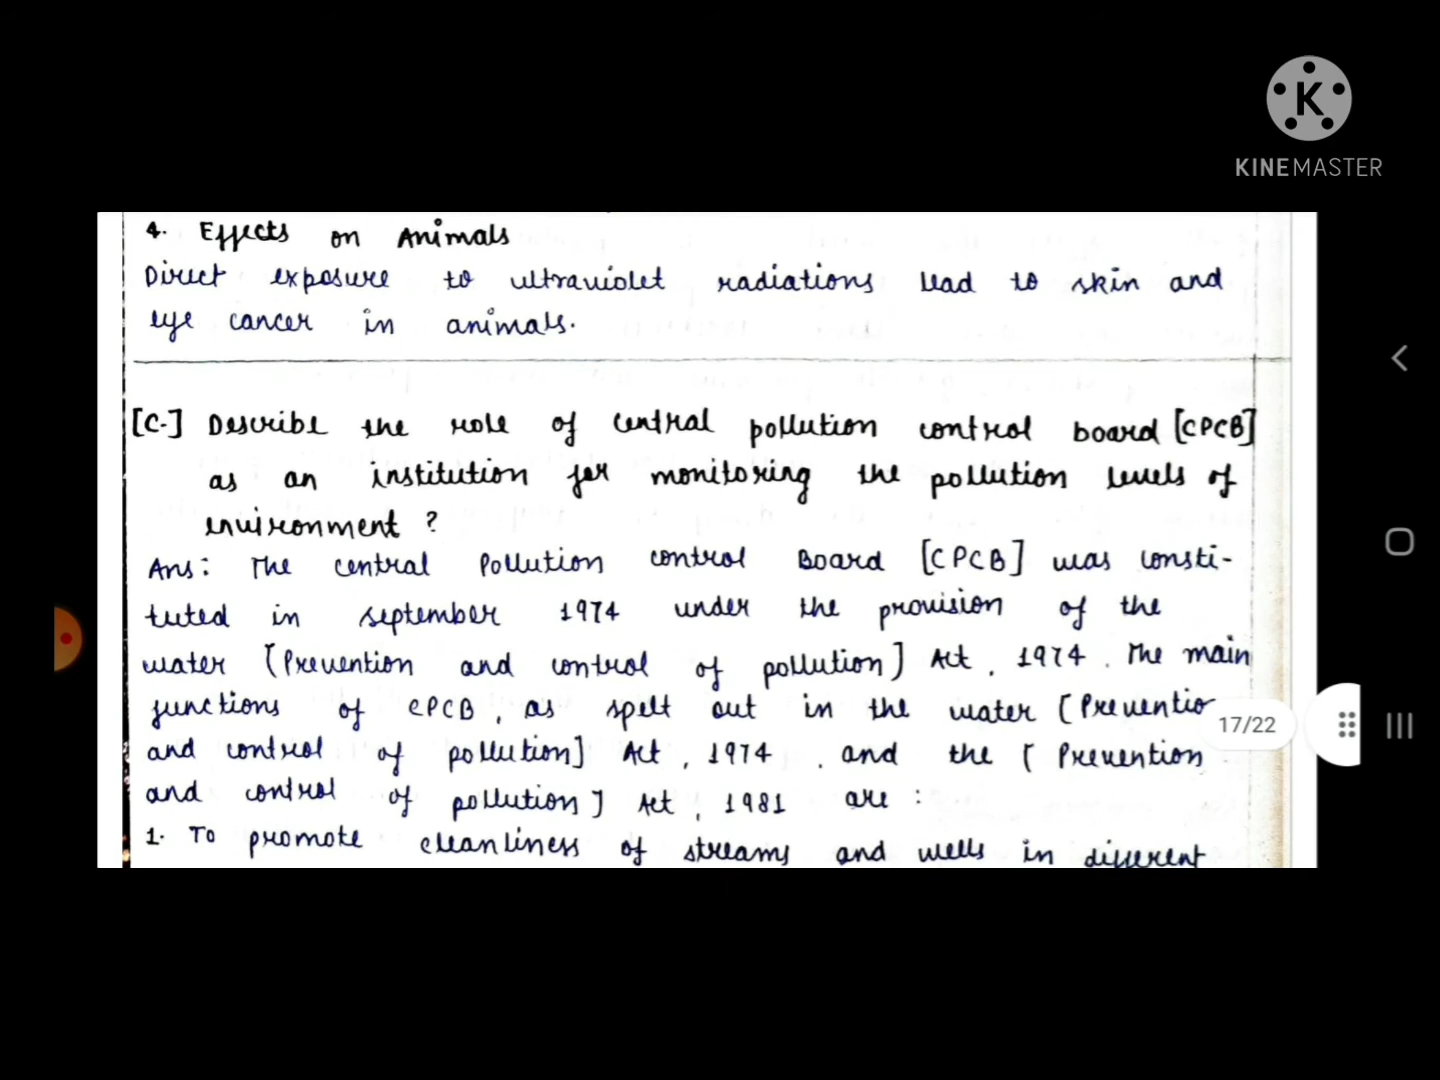 K
KINEMASTER
4. Effects on Animals
Direct exposure to ultraviolet radiations lead to skin and
eye cancer in animals.
[C.] Describe the role of central pollution control board [CPCB]
as an institution for monitoring the pollution levels of
environment ?
Ans: The central Pollution control Board [CPCB] was consti-
tuted in september 1974 under the provision of the
water [Prevention and control of pollution] Act, 1974. The main
functions of CPCB, as spelt out in the water [Preventio
and control of pollution] Act, 1974, and the [Prevention
17/22
and control of pollution] Act, 1981 are :
1. To promote cleanliness of streams and wells in different